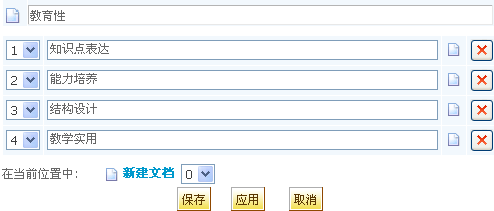 教育性
1 知识点表达
2 能力培养
3 结构设计
4 教学实用
在当前位置中： 新建文档 0
保存 应用 取消